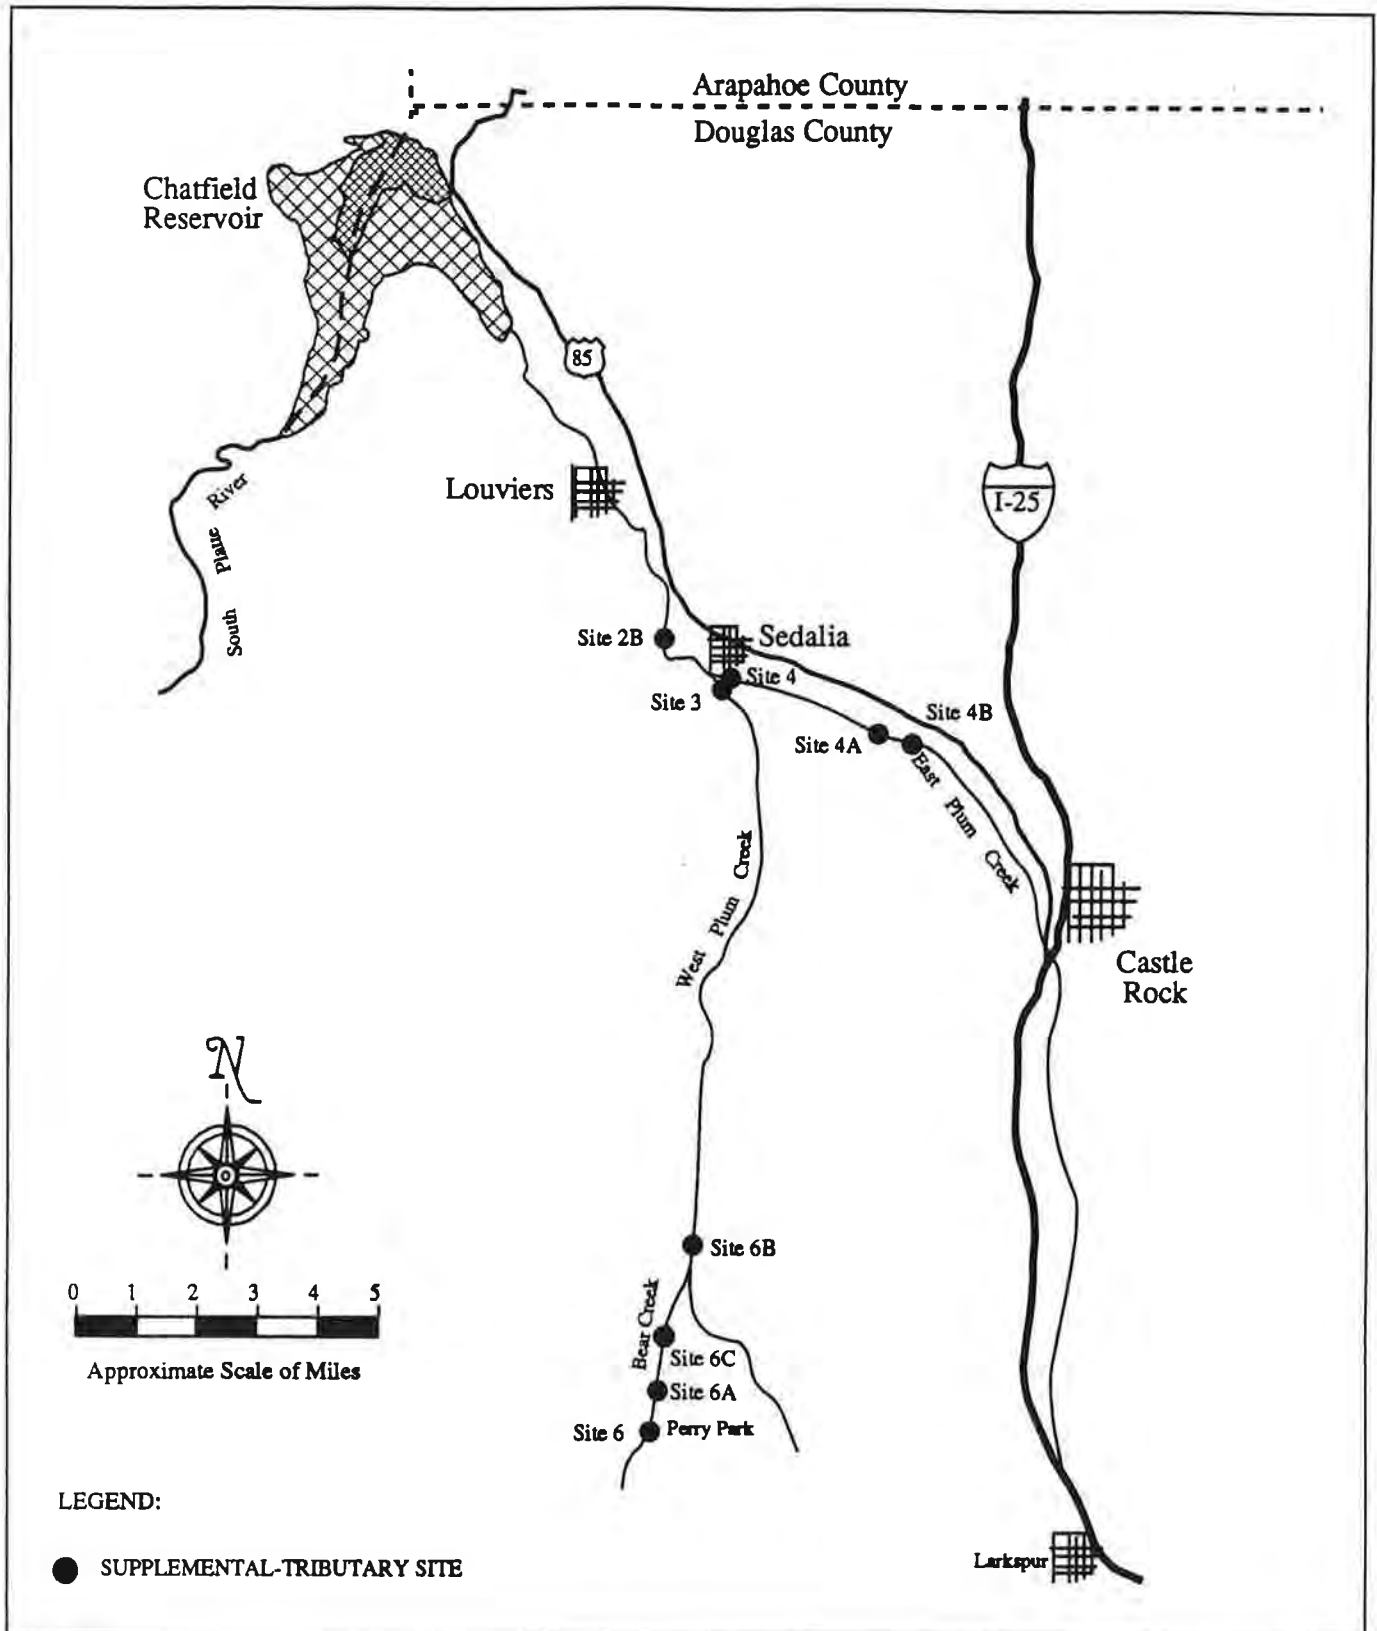 Arapahoe County
Douglas County
Chatfield
Reservoir
85
South Platte River
Louviers
I-25
Site 2B
Sedalia
Site 4
Site 3
Site 4B
Site 4A
East Plum Creek
West Plum Creek
Castle
Rock
N
Site 6B
0 1 2 3 4 5
Bear Creek
Site 6C
Approximate Scale of Miles
Site 6A
Site 6
Perry Park
LEGEND:
Larkspur
SUPPLEMENTAL-TRIBUTARY SITE